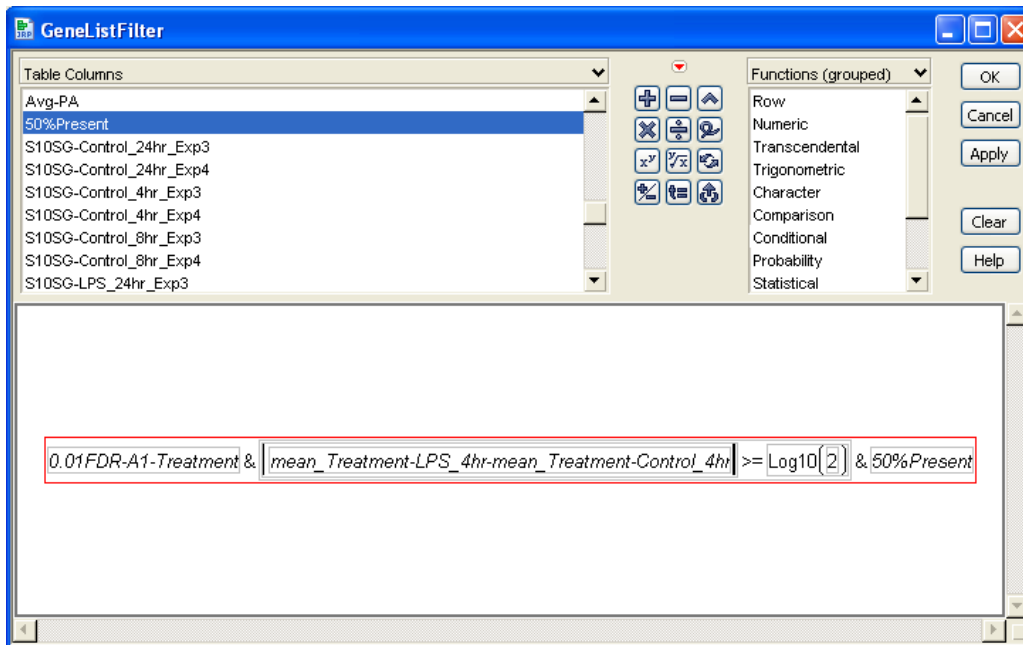 GeneListFilter
Table Columns
Avg-PA
50%Present
S10SG-Control_24hr_Exp3
S10SG-Control_24hr_Exp4
S10SG-Control_4hr_Exp3
S10SG-Control_4hr_Exp4
S10SG-Control_8hr_Exp3
S10SG-Control_8hr_Exp4
S10SG-LPS_24hr_Exp3
Functions (grouped)
Row
Numeric
Transcendental
Trigonometric
Character
Comparison
Conditional
Probability
Statistical
OK
Cancel
Apply
Clear
Help
0.01FDR-A1-Treatment & |mean_Treatment-LPS_4hr-mean_Treatment-Control_4hr| >= Log10(2) & 50%Present